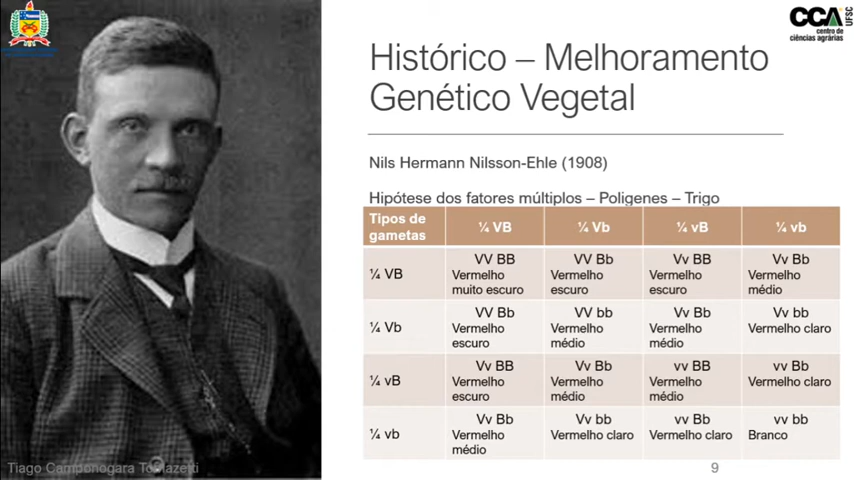 CCA UFSC
centro de
ciências agrárias
Histórico – Melhoramento
Genético Vegetal
Nils Hermann Nilsson-Ehle (1908)
Hipótese dos fatores múltiplos – Poligenes – Trigo
Tipos de gametas ¼ VB ¼ Vb ¼ vB ¼ vb
¼ VB VV BB Vermelho muito escuro VV Bb Vermelho escuro Vv BB Vermelho escuro Vv Bb Vermelho médio
¼ Vb VV Bb Vermelho escuro VV bb Vermelho médio Vv Bb Vermelho médio Vv bb Vermelho claro
¼ vB Vv BB Vermelho escuro Vv Bb Vermelho médio vv BB Vermelho médio vv Bb Vermelho claro
¼ vb Vv Bb Vermelho médio Vv bb Vermelho claro vv Bb Vermelho claro vv bb Branco
Tiago Camponogara Tomazetti
9